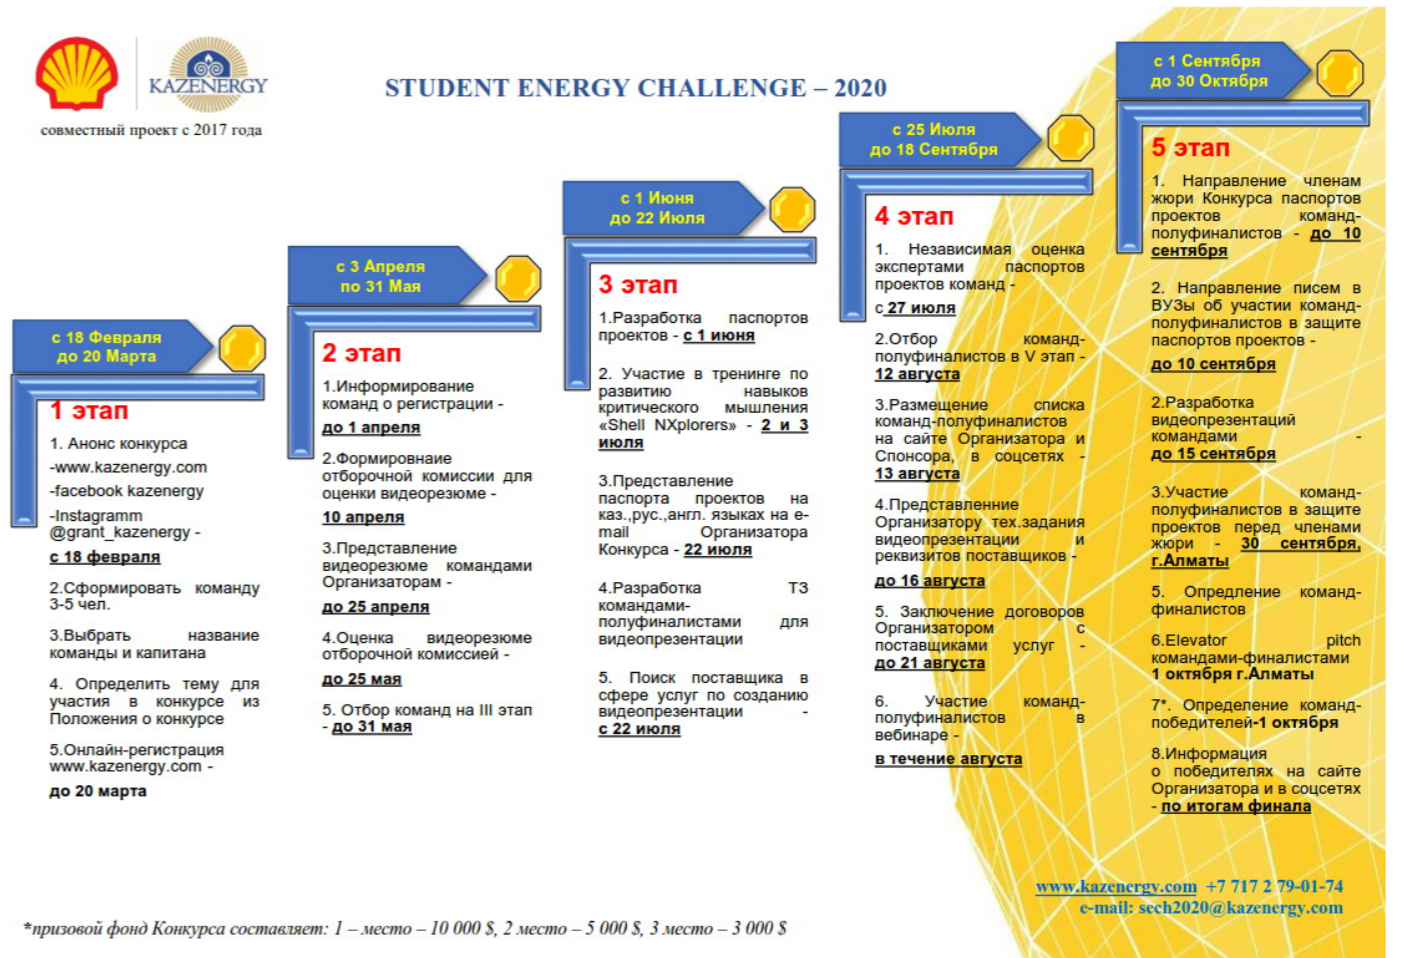 KAZENERGY
совместный проект с 2017 года
STUDENT ENERGY CHALLENGE – 2020
с 18 Февраля
до 20 Марта
1 этап
1. Анонс конкурса
-www.kazenergy.com
-facebook kazenergy
-Instagramm
@grant_kazenergy -
с 18 февраля
2.Сформировать команду
3-5 чел.
3.Выбрать название
команды и капитана
4. Определить тему для
участия в конкурсе из
Положения о конкурсе
5.Онлайн-регистрация
www.kazenergy.com -
до 20 марта
с 3 Апреля
по 31 Мая
2 этап
1.Информирование
команд о регистрации -
до 1 апреля
2.Формировнаие
отборочной комиссии для
оценки видеорезюме -
10 апреля
3.Представление
видеорезюме командами
Организаторам -
до 25 апреля
4.Оценка видеорезюме
отборочной комиссией -
до 25 мая
5. Отбор команд на III этап
- до 31 мая
с 1 Июня
до 22 Июля
3 этап
1.Разработка паспортов
проектов - с 1 июня
2. Участие в тренинге по
развитию навыков
критического мышления
«Shell NXplorers» - 2 и 3
июля
3.Представление
паспорта проектов на
каз.,рус.,англ. языках на e-
mail Организатора
Конкурса - 22 июля
4.Разработка ТЗ
командами-
полуфиналистами для
видеопрезентации
5. Поиск поставщика в
сфере услуг по созданию
видеопрезентации -
с 22 июля
с 25 Июля
до 18 Сентября
4 этап
1. Независимая оценка
экспертами паспортов
проектов команд -
с 27 июля
2.Отбор команд-
полуфиналистов в V этап -
12 августа
3.Размещение списка
команд-полуфиналистов
на сайте Организатора и
Спонсора, в соцсетях -
13 августа
4.Представленние
Организатору тех.задания
видеопрезентации и
реквизитов поставщиков -
до 16 августа
5. Заключение договоров
Организатором с
поставщиками услуг -
до 21 августа
6. Участие команд-
полуфиналистов в
вебинаре -
в течение августа
с 1 Сентября
до 30 Октября
5 этап
1. Направление членам
жюри Конкурса паспортов
проектов команд-
полуфиналистов - до 10
сентября
2. Направление писем в
ВУЗы об участии команд-
полуфиналистов в защите
паспортов проектов -
до 10 сентября
2.Разработка
видеопрезентаций
командами -
до 15 сентября
3.Участие команд-
полуфиналистов в защите
проектов перед членами
жюри - 30 сентября,
г.Алматы
5. Опредление команд-
финалистов
6.Elevator pitch
командами-финалистами
1 октября г.Алматы
7*. Определение команд-
победителей-1 октября
8.Информация
о победителях на сайте
Организатора и в соцсетях
- по итогам финала
www.kazenergy.com +7 717 2 79-01-74
e-mail: sech2020@kazenergy.com
*призовой фонд Конкурса составляет: 1 – место – 10 000 $, 2 место – 5 000 $, 3 место – 3 000 $